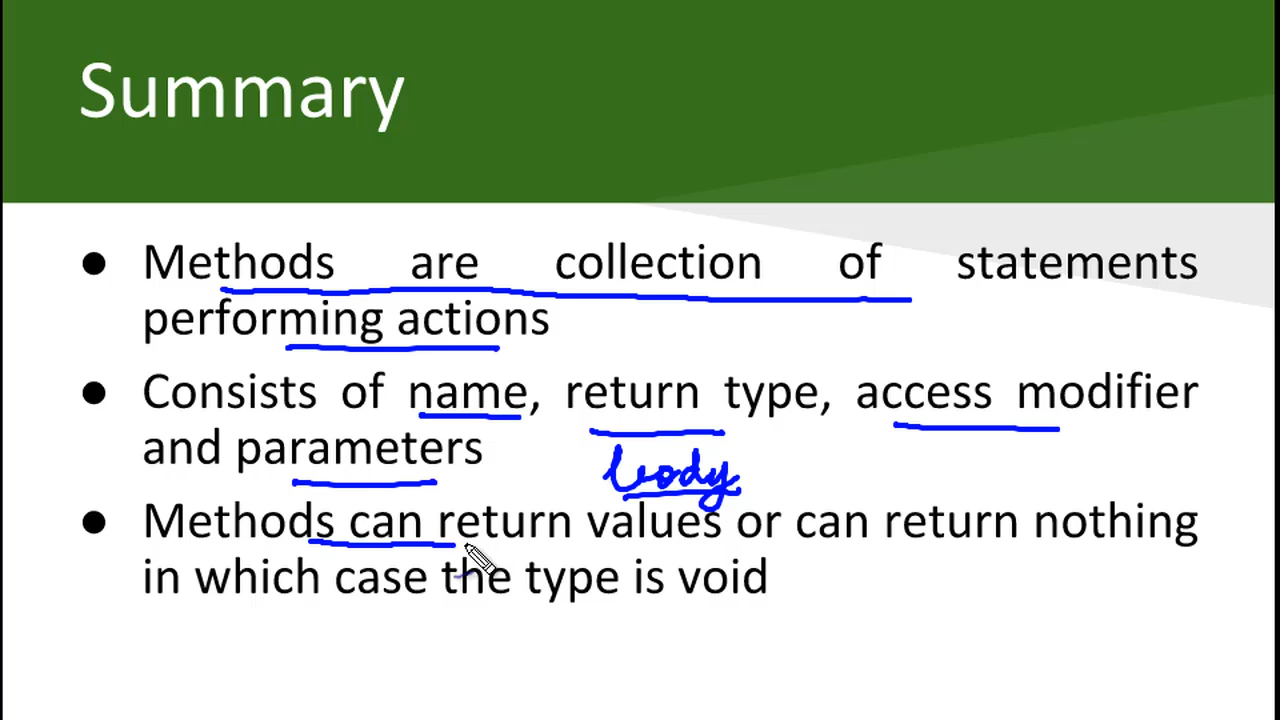 Summary
● Methods are collection of statements
performing actions
● Consists of name, return type, access modifier
and parameters
body
● Methods can return values or can return nothing
in which case the type is void